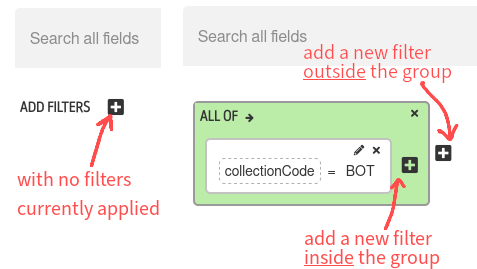 Search all fields
ADD FILTERS
with no filters
currently applied
Search all fields
add a new filter
outside the group
ALL OF
collectionCode = BOT
add a new filter
inside the group